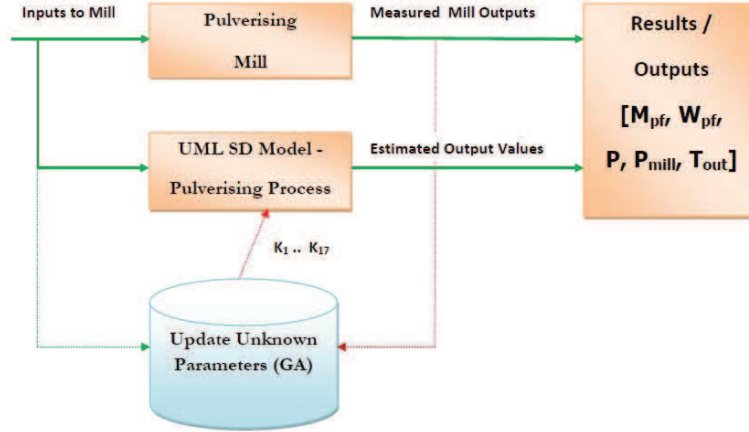 Inputs to Mill
Pulverising
Mill
Measured Mill Outputs
Results /
Outputs
[Mpf, Wpf,
P, Pmill, Tout]
UML SD Model -
Pulverising Process
Estimated Output Values
K1 .. K17
Update Unknown
Parameters (GA)